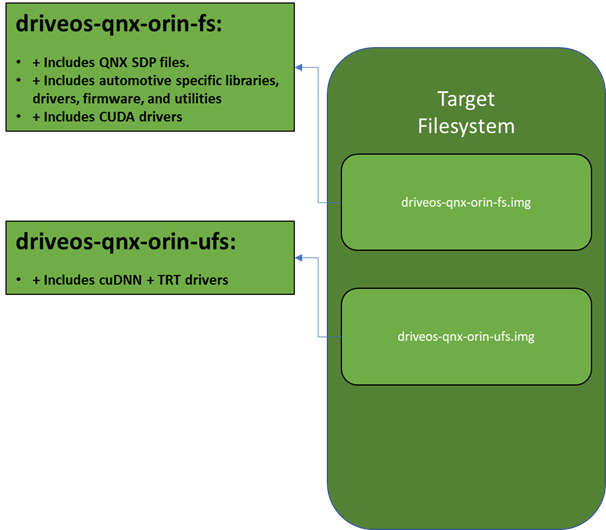 driveos-qnx-orin-fs:
• + Includes QNX SDP files.
• + Includes automotive specific libraries,
drivers, firmware, and utilities
• + Includes CUDA drivers
Target
Filesystem
driveos-qnx-orin-fs.img
driveos-qnx-orin-ufs:
• + Includes cuDNN + TRT drivers
driveos-qnx-orin-ufs.img